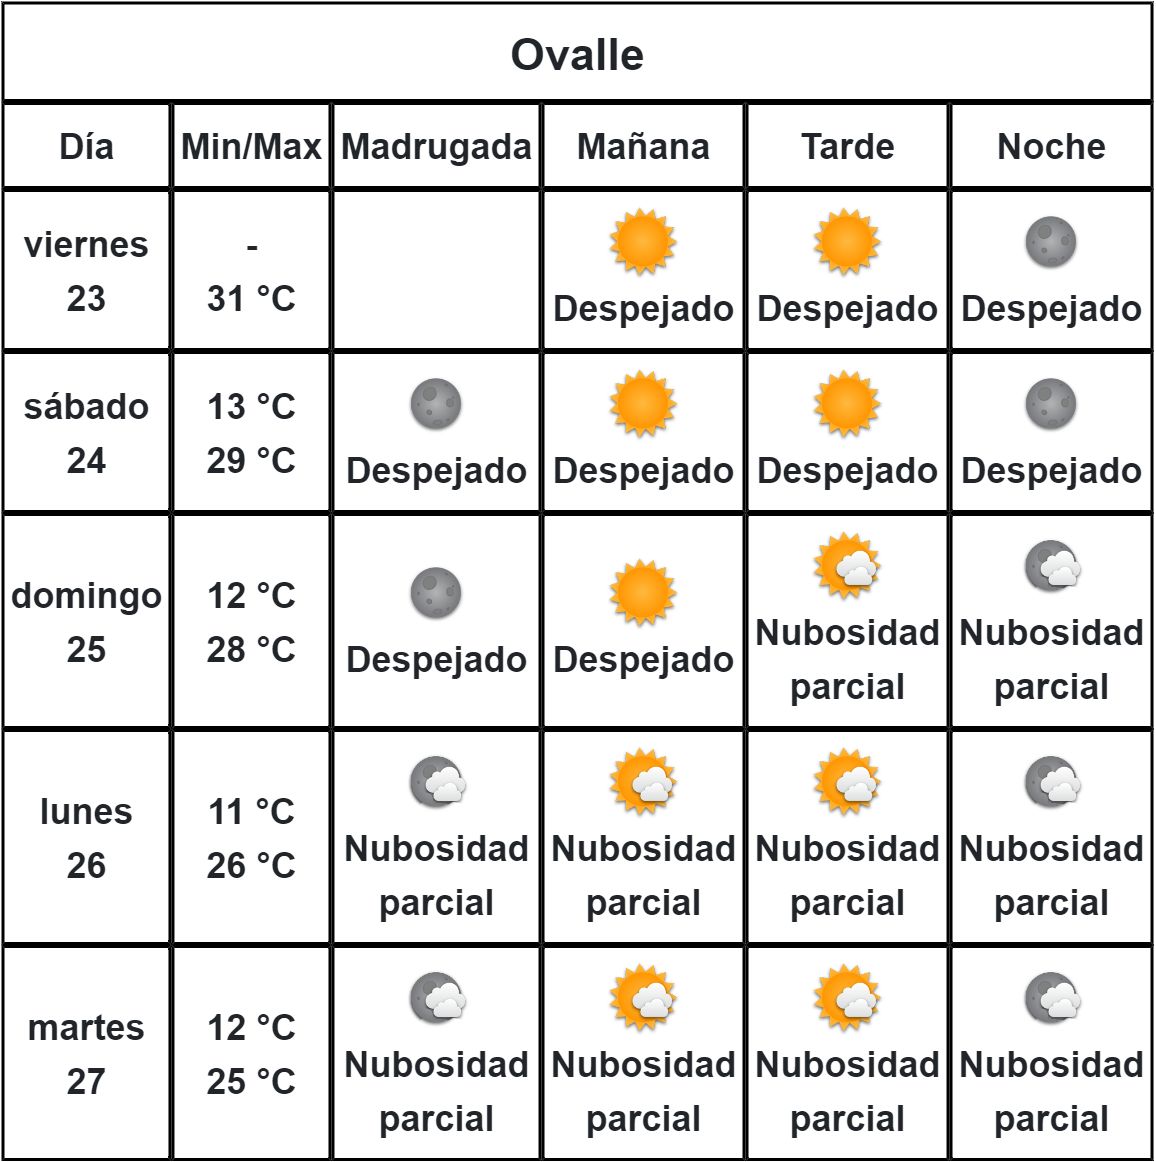 Ovalle
Día Min/Max Madrugada Mañana Tarde Noche
viernes 23 - 31 °C Despejado Despejado Despejado
sábado 24 13 °C 29 °C Despejado Despejado Despejado Despejado
domingo 25 12 °C 28 °C Despejado Despejado Nubosidad parcial Nubosidad parcial
lunes 26 11 °C 26 °C Nubosidad parcial Nubosidad parcial Nubosidad parcial Nubosidad parcial
martes 27 12 °C 25 °C Nubosidad parcial Nubosidad parcial Nubosidad parcial Nubosidad parcial